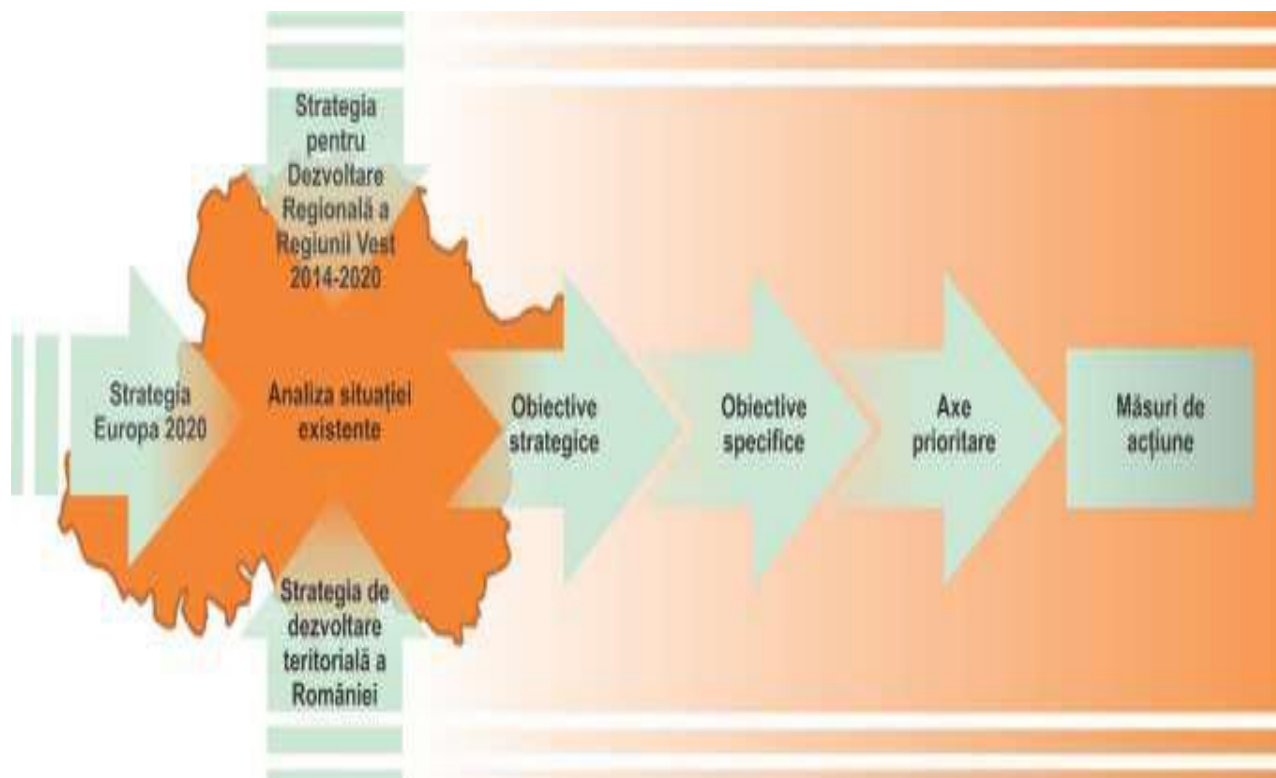 Strategia
pentru
Dezvoltare
Regională a
Regiunii Vest
2014-2020
Strategia
Europa 2020
Analiza situației
existente
Obiective
strategice
Obiective
specifice
Axe
prioritare
Măsuri de
acțiune
Strategia de
dezvoltare
teritorială a
României